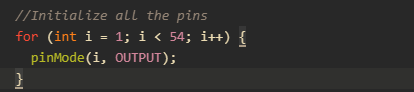 //Initialize all the pins
for (int i = 1; i < 54; i++) {
  pinMode(i, OUTPUT);
}